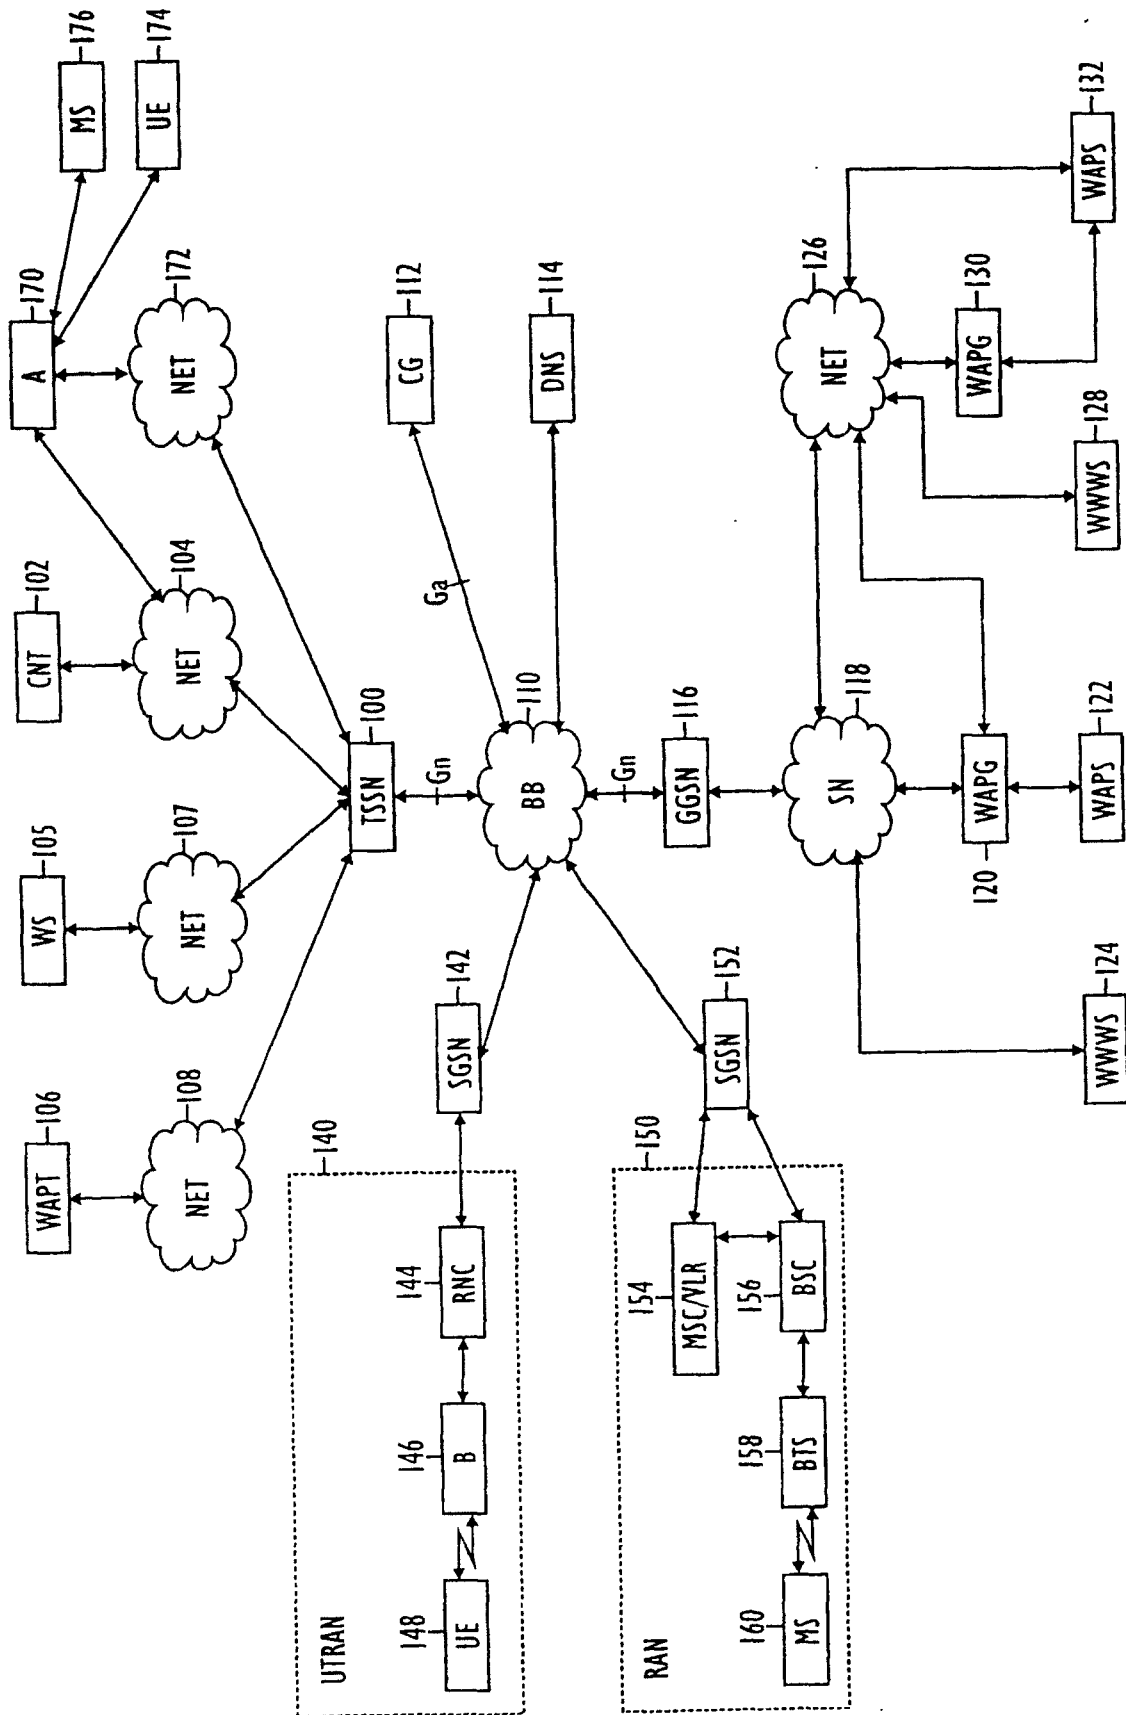 WAPT
106
WS
105
CNT
102
A
170
MS
176
UE
174
NET
108
NET
107
NET
104
NET
172
TSSN
100
Gn
Ga
CG
112
DNS
114
BB
110
Gn
GGSN
116
SGSN
142
SGSN
152
140
UTRAN
UE
148
B
146
RNC
144
150
RAN
MS
160
BTS
158
BSC
156
MSC/VLR
154
SN
118
NET
126
WAPG
120
WAPS
122
WWWS
124
WWWS
128
WAPG
130
WAPS
132